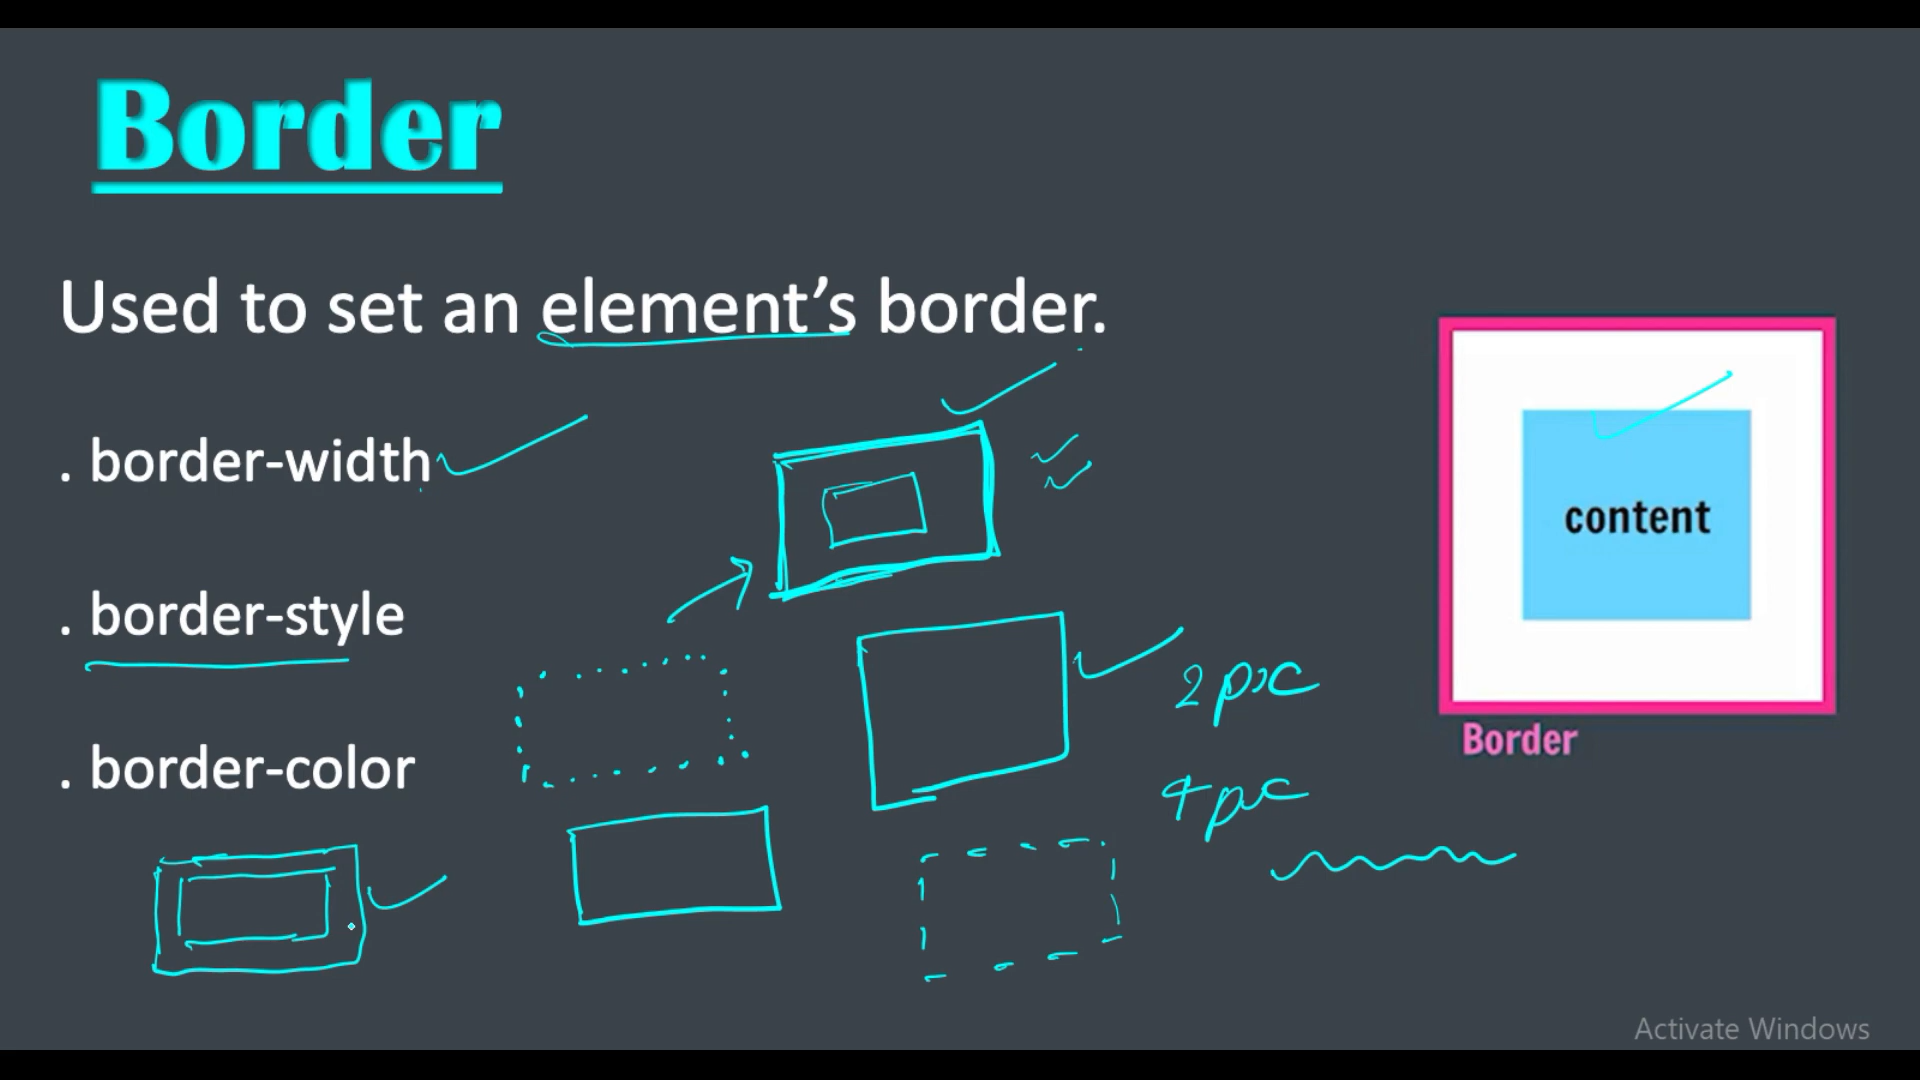 Border
Used to set an element’s border.
. border-width
. border-style
. border-color
2px
4px
content
Border
Activate Windows